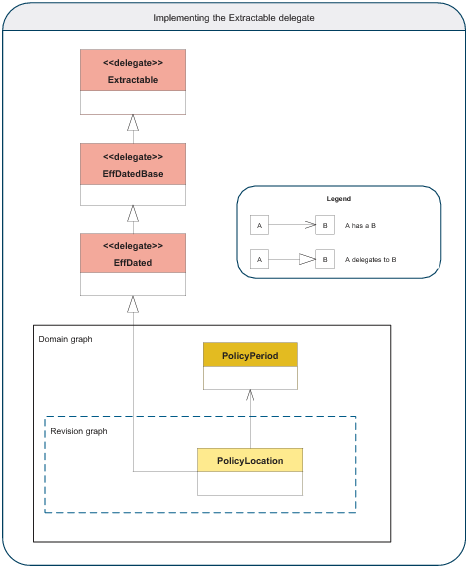 Implementing the Extractable delegate
<<delegate>>
Extractable
<<delegate>>
EffDatedBase
<<delegate>>
EffDated
Legend
A B A has a B
A B A delegates to B
Domain graph
PolicyPeriod
Revision graph
PolicyLocation